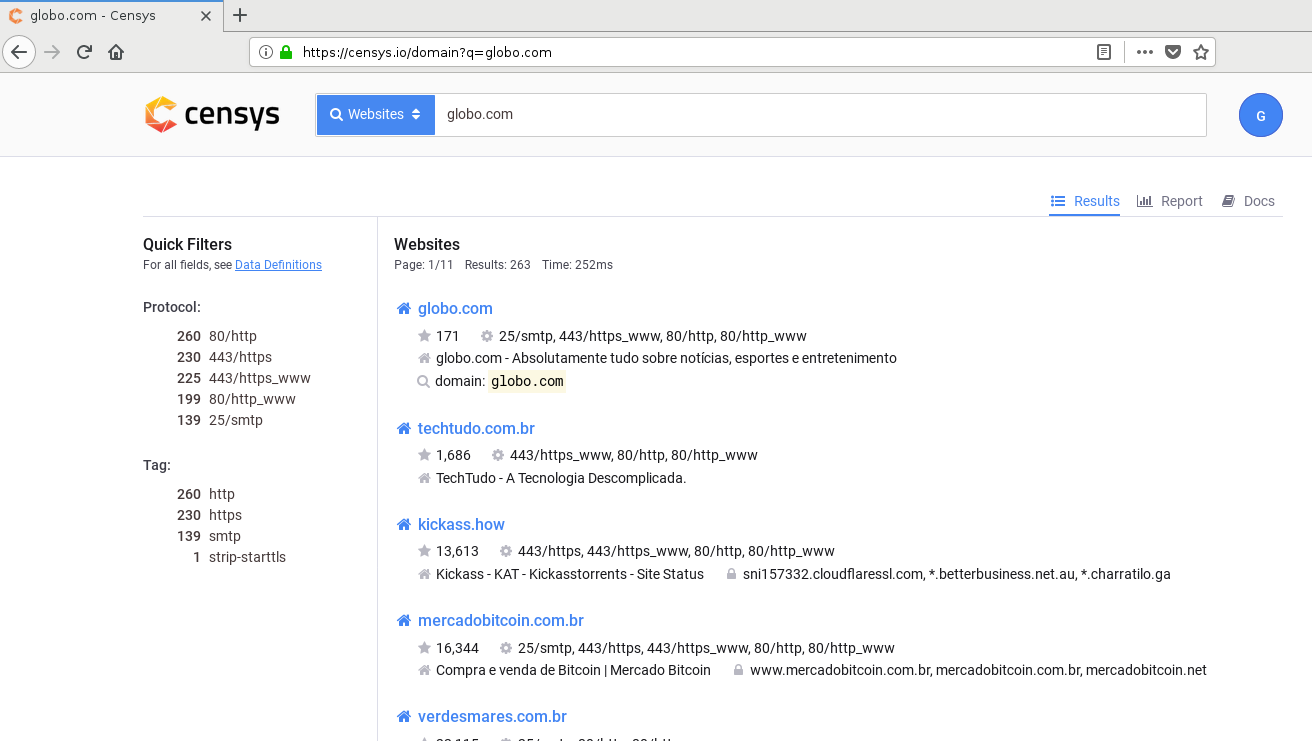 globo.com - Censys
https://censys.io/domain?q=globo.com
censys
Websites
globo.com
G
Results Report Docs
Quick Filters
For all fields, see Data Definitions
Protocol:
260 80/http
230 443/https
225 443/https_www
199 80/http_www
139 25/smtp
Tag:
260 http
230 https
139 smtp
1 strip-starttls
Websites
Page: 1/11 Results: 263 Time: 252ms
globo.com
171 25/smtp, 443/https_www, 80/http, 80/http_www
globo.com - Absolutamente tudo sobre notícias, esportes e entretenimento
domain: globo.com
techtudo.com.br
1,686 443/https_www, 80/http, 80/http_www
TechTudo - A Tecnologia Descomplicada.
kickass.how
13,613 443/https, 443/https_www, 80/http, 80/http_www
Kickass - KAT - Kickasstorrents - Site Status sni157332.cloudflaressl.com, *.betterbusiness.net.au, *.charratilo.ga
mercadobitcoin.com.br
16,344 25/smtp, 443/https, 443/https_www, 80/http, 80/http_www
Compra e venda de Bitcoin | Mercado Bitcoin www.mercadobitcoin.com.br, mercadobitcoin.com.br, mercadobitcoin.net
verdesmares.com.br